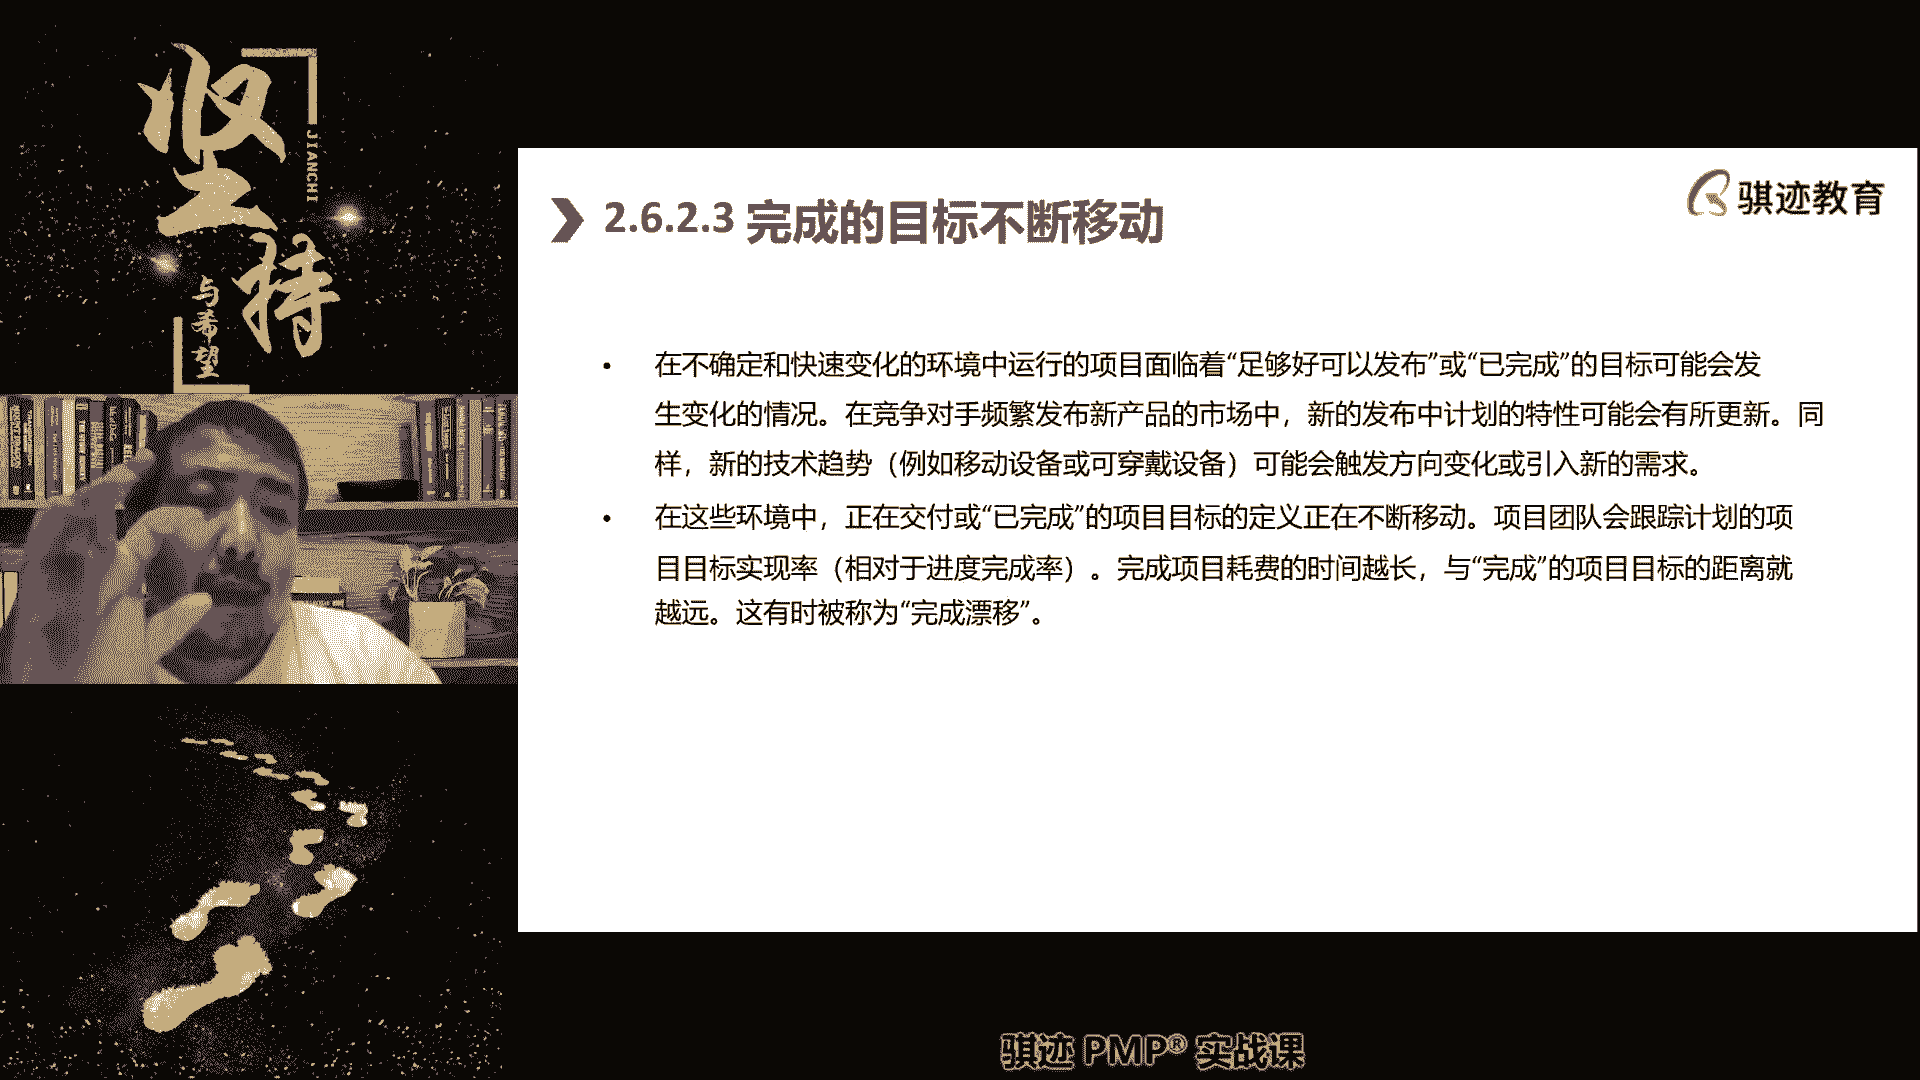 坚持
JIANCHI
与希望
骐迹教育
2.6.2.3 完成的目标不断移动
• 在不确定和快速变化的环境中运行的项目面临着“足够好可以发布”或“已完成”的目标可能会发
生变化的情况。在竞争对手频繁发布新产品的市场中，新的发布中计划的特性可能会有所更新。同
样，新的技术趋势（例如移动设备或可穿戴设备）可能会触发方向变化或引入新的需求。
• 在这些环境中，正在交付或“已完成”的项目目标的定义正在不断移动。项目团队会跟踪计划的项
目目标实现率（相对于进度完成率）。完成项目耗费的时间越长，与“完成”的项目目标的距离就
越远。这有时被称为“完成漂移”。
骐迹 PMP® 实战课